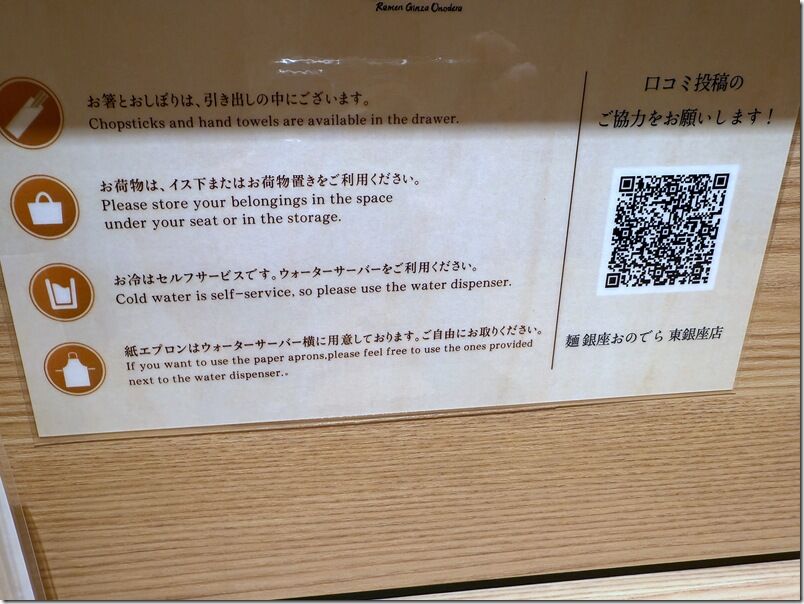 Ramen Ginza Onodera
お箸とおしぼりは、引き出しの中にございます。
Chopsticks and hand towels are available in the drawer.
お荷物は、イス下またはお荷物置きをご利用ください。
Please store your belongings in the space
under your seat or in the storage.
お冷はセルフサービスです。ウォーターサーバーをご利用ください。
Cold water is self-service, so please use the water dispenser.
紙エプロンはウォーターサーバー横に用意しております。ご自由にお取りください。
If you want to use the paper aprons,please feel free to use the ones provided
next to the water dispenser.。
口コミ投稿の
ご協力をお願いします！
麺 銀座おのでら 東銀座店